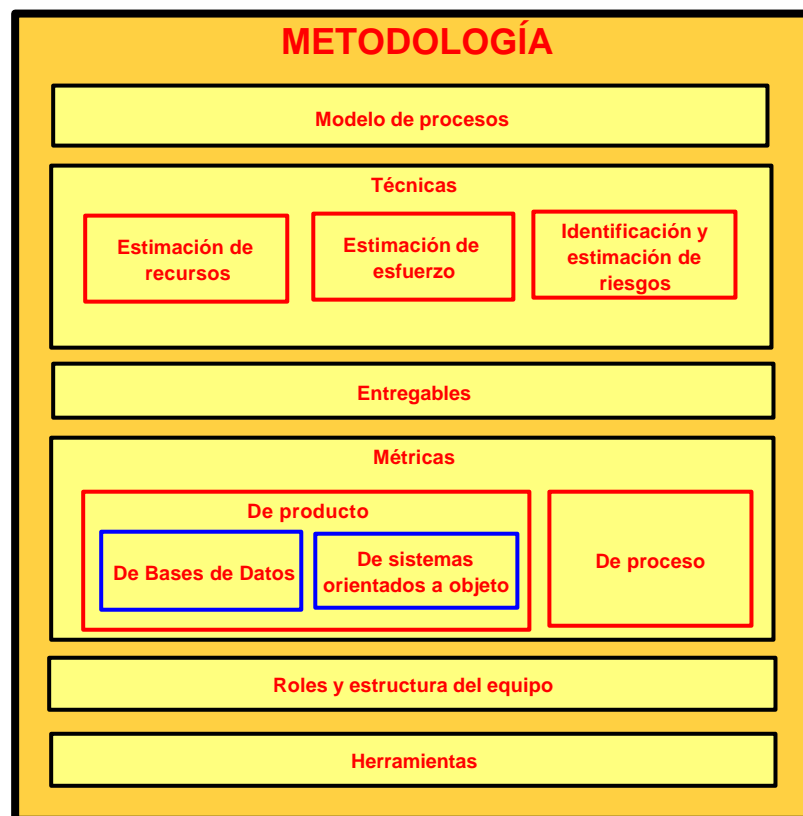 METODOLOGÍA
Modelo de procesos
Técnicas
Estimación de
recursos
Estimación de
esfuerzo
Identificación y
estimación de
riesgos
Entregables
Métricas
De producto
De Bases de Datos
De sistemas
orientados a objeto
De proceso
Roles y estructura del equipo
Herramientas